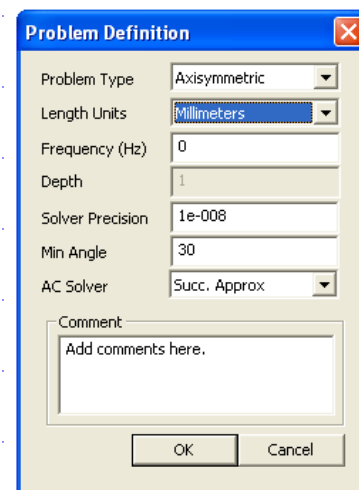 Problem Definition
Problem Type Axisymmetric
Length Units Millimeters
Frequency (Hz) 0
Depth 1
Solver Precision 1e-008
Min Angle 30
AC Solver Succ. Approx
Comment
Add comments here.
OK Cancel